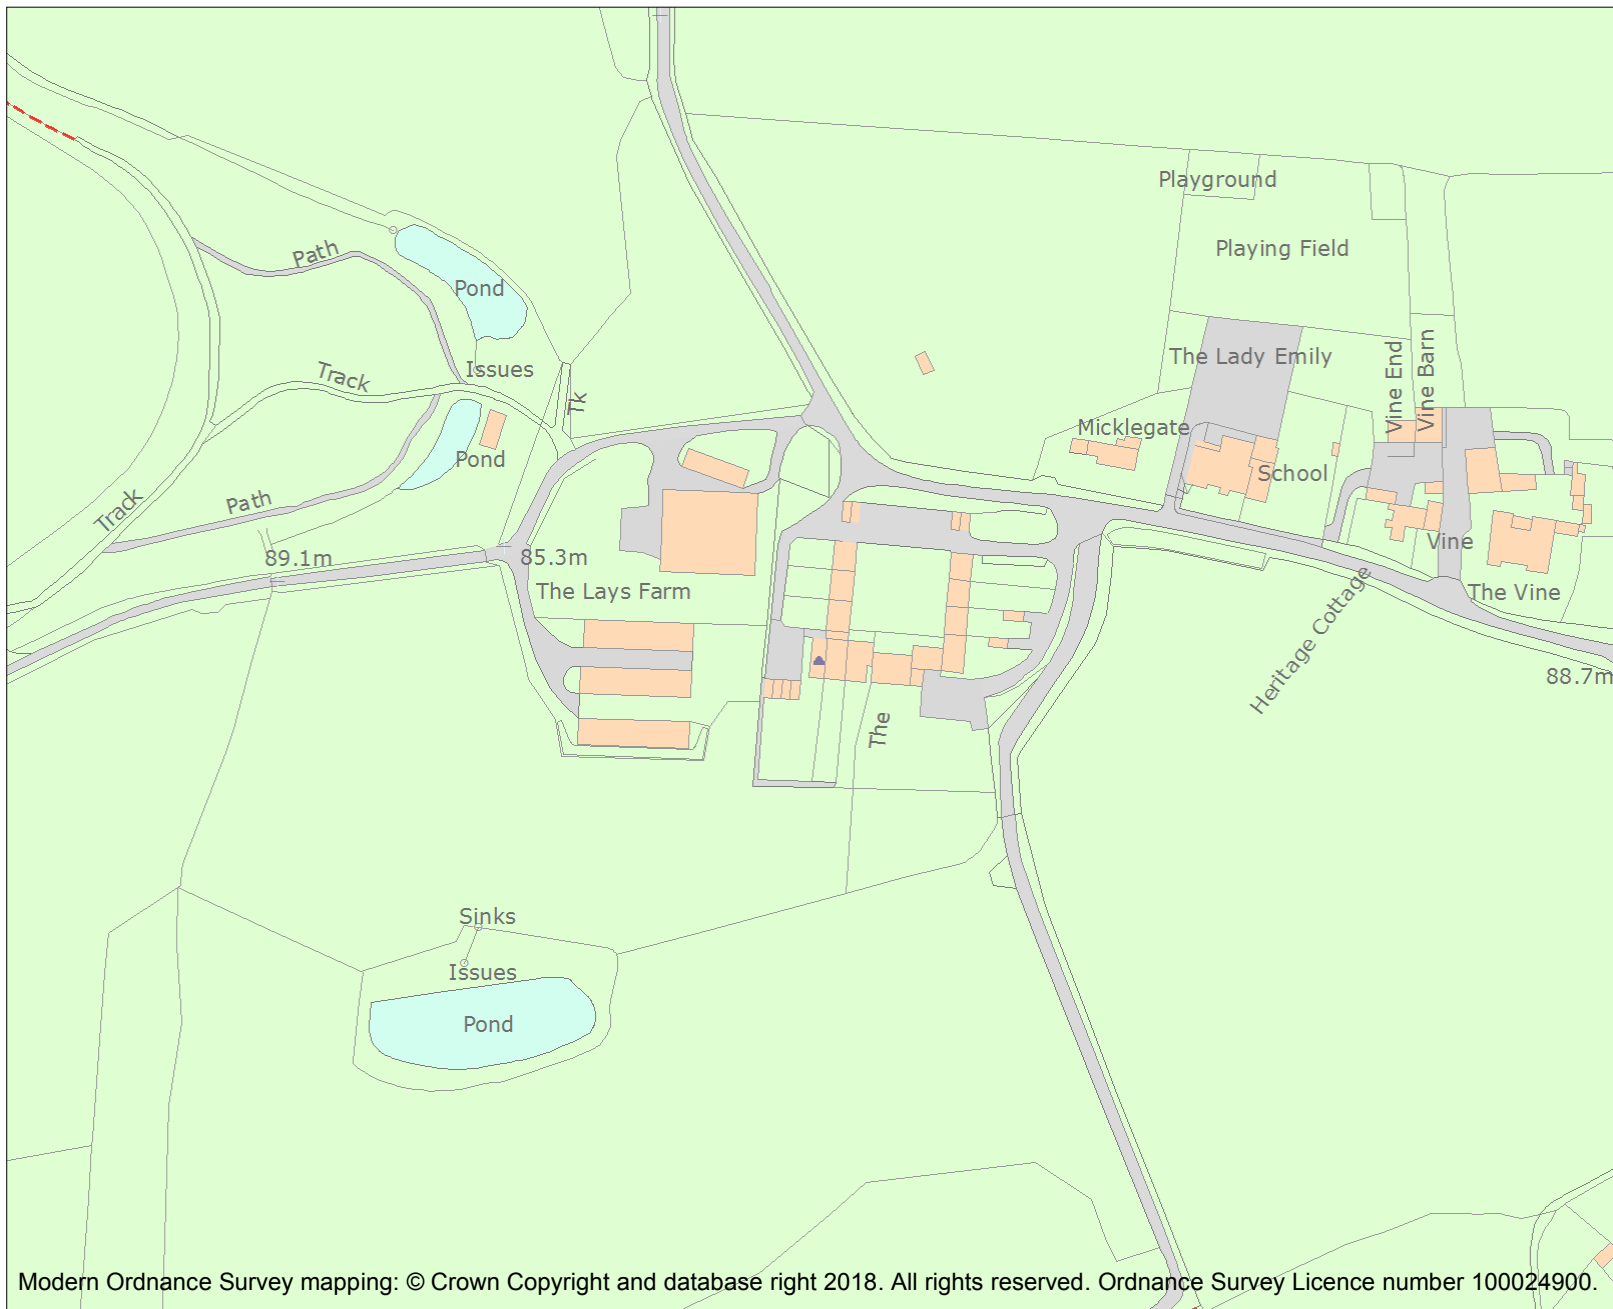 Playground
Playing Field
Path
Pond
The Lady Emily
Vine End
Vine Barn
Issues
Track
Tk
Micklegate
Pond
School
Path
Track
Vine
89.1m
85.3m
The Lays Farm
The Vine
Heritage Cottage
88.7m
The
Sinks
Issues
Pond
Modern Ordnance Survey mapping: © Crown Copyright and database right 2018. All rights reserved. Ordnance Survey Licence number 100024900.